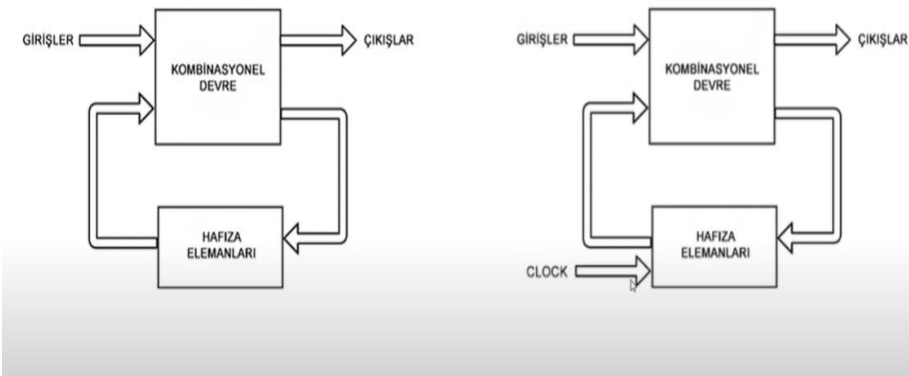 GİRİŞLER
KOMBİNASYONEL
DEVRE
ÇIKIŞLAR
HAFIZA
ELEMANLARI
GİRİŞLER
KOMBİNASYONEL
DEVRE
ÇIKIŞLAR
HAFIZA
ELEMANLARI
CLOCK